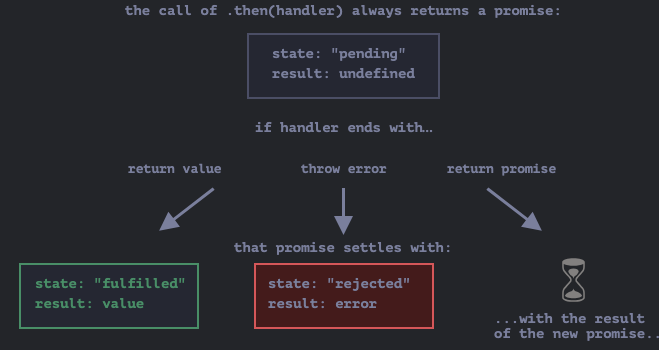 the call of .then(handler) always returns a promise:
state: "pending"
result: undefined
if handler ends with…
return value
throw error
return promise
that promise settles with:
state: "fulfilled"
result: value
state: "rejected"
result: error
...with the result
of the new promise..